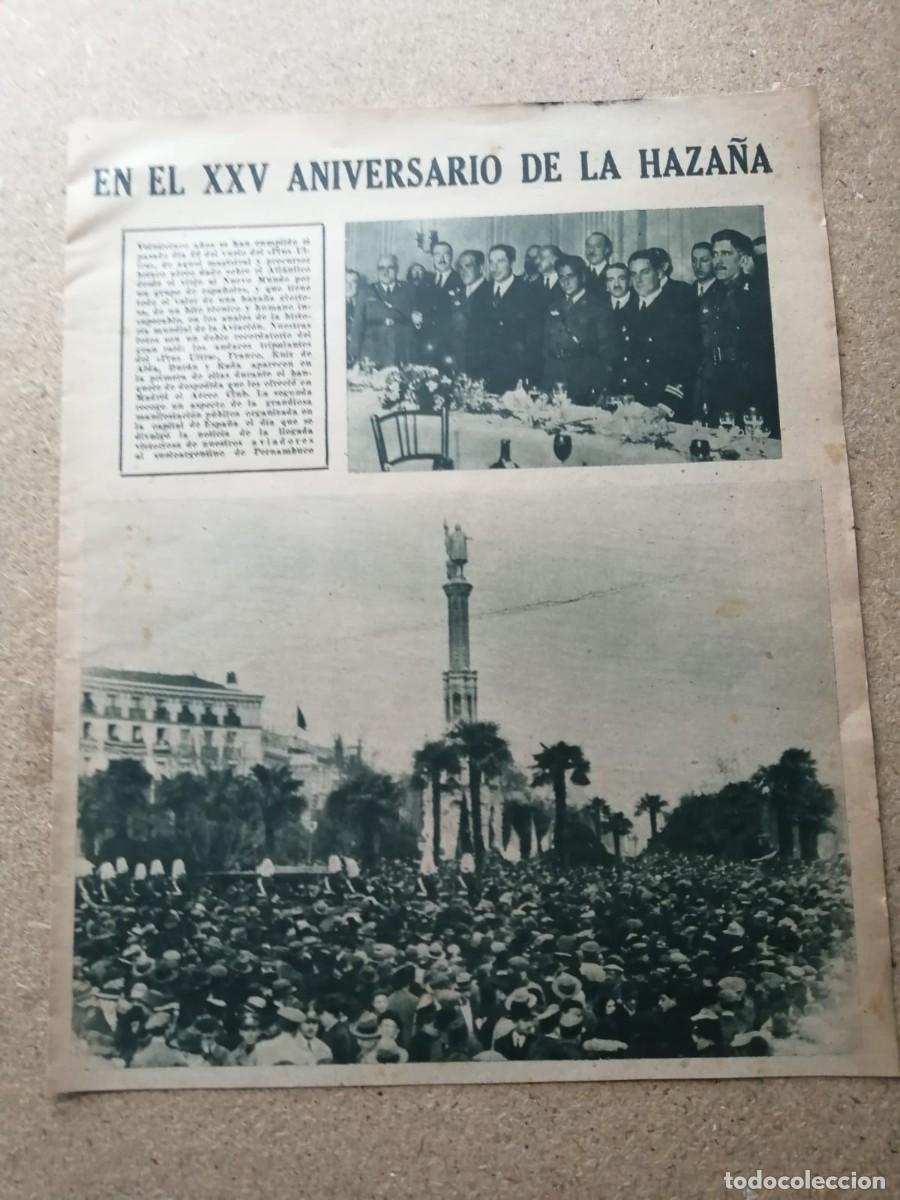 EN EL XXV ANIVERSARIO DE LA HAZAÑA
Veinticinco años se han cumplido el
pasado día 22 del vuelo del «Plus Ul-
tra», de aquel magistral y precursor
brinco aéreo dado sobre el Atlántico
desde el viejo al Nuevo Mundo por
un grupo de españoles, y que tiene
todo el valor de una hazaña glorio-
sa, de un hito técnico y humano in-
superable, en los anales de la histo-
ria mundial de la Aviación. Nuestras
fotos son un doble recordatorio del
gran raid: los audaces tripulantes
del «Plus Ultra», Franco, Ruiz de
Alda, Durán y Rada aparecen en
la primera de ellas durante el ban-
quete de despedida que les ofreció en
Madrid el Aéreo Club. La segunda
recoge un aspecto de la grandiosa
manifestación pública organizada en
la capital de España el día que se
divulgó la noticia de la llegada
victoriosa de nuestros aviadores
al suelo de Pernambuco
todocoleccion